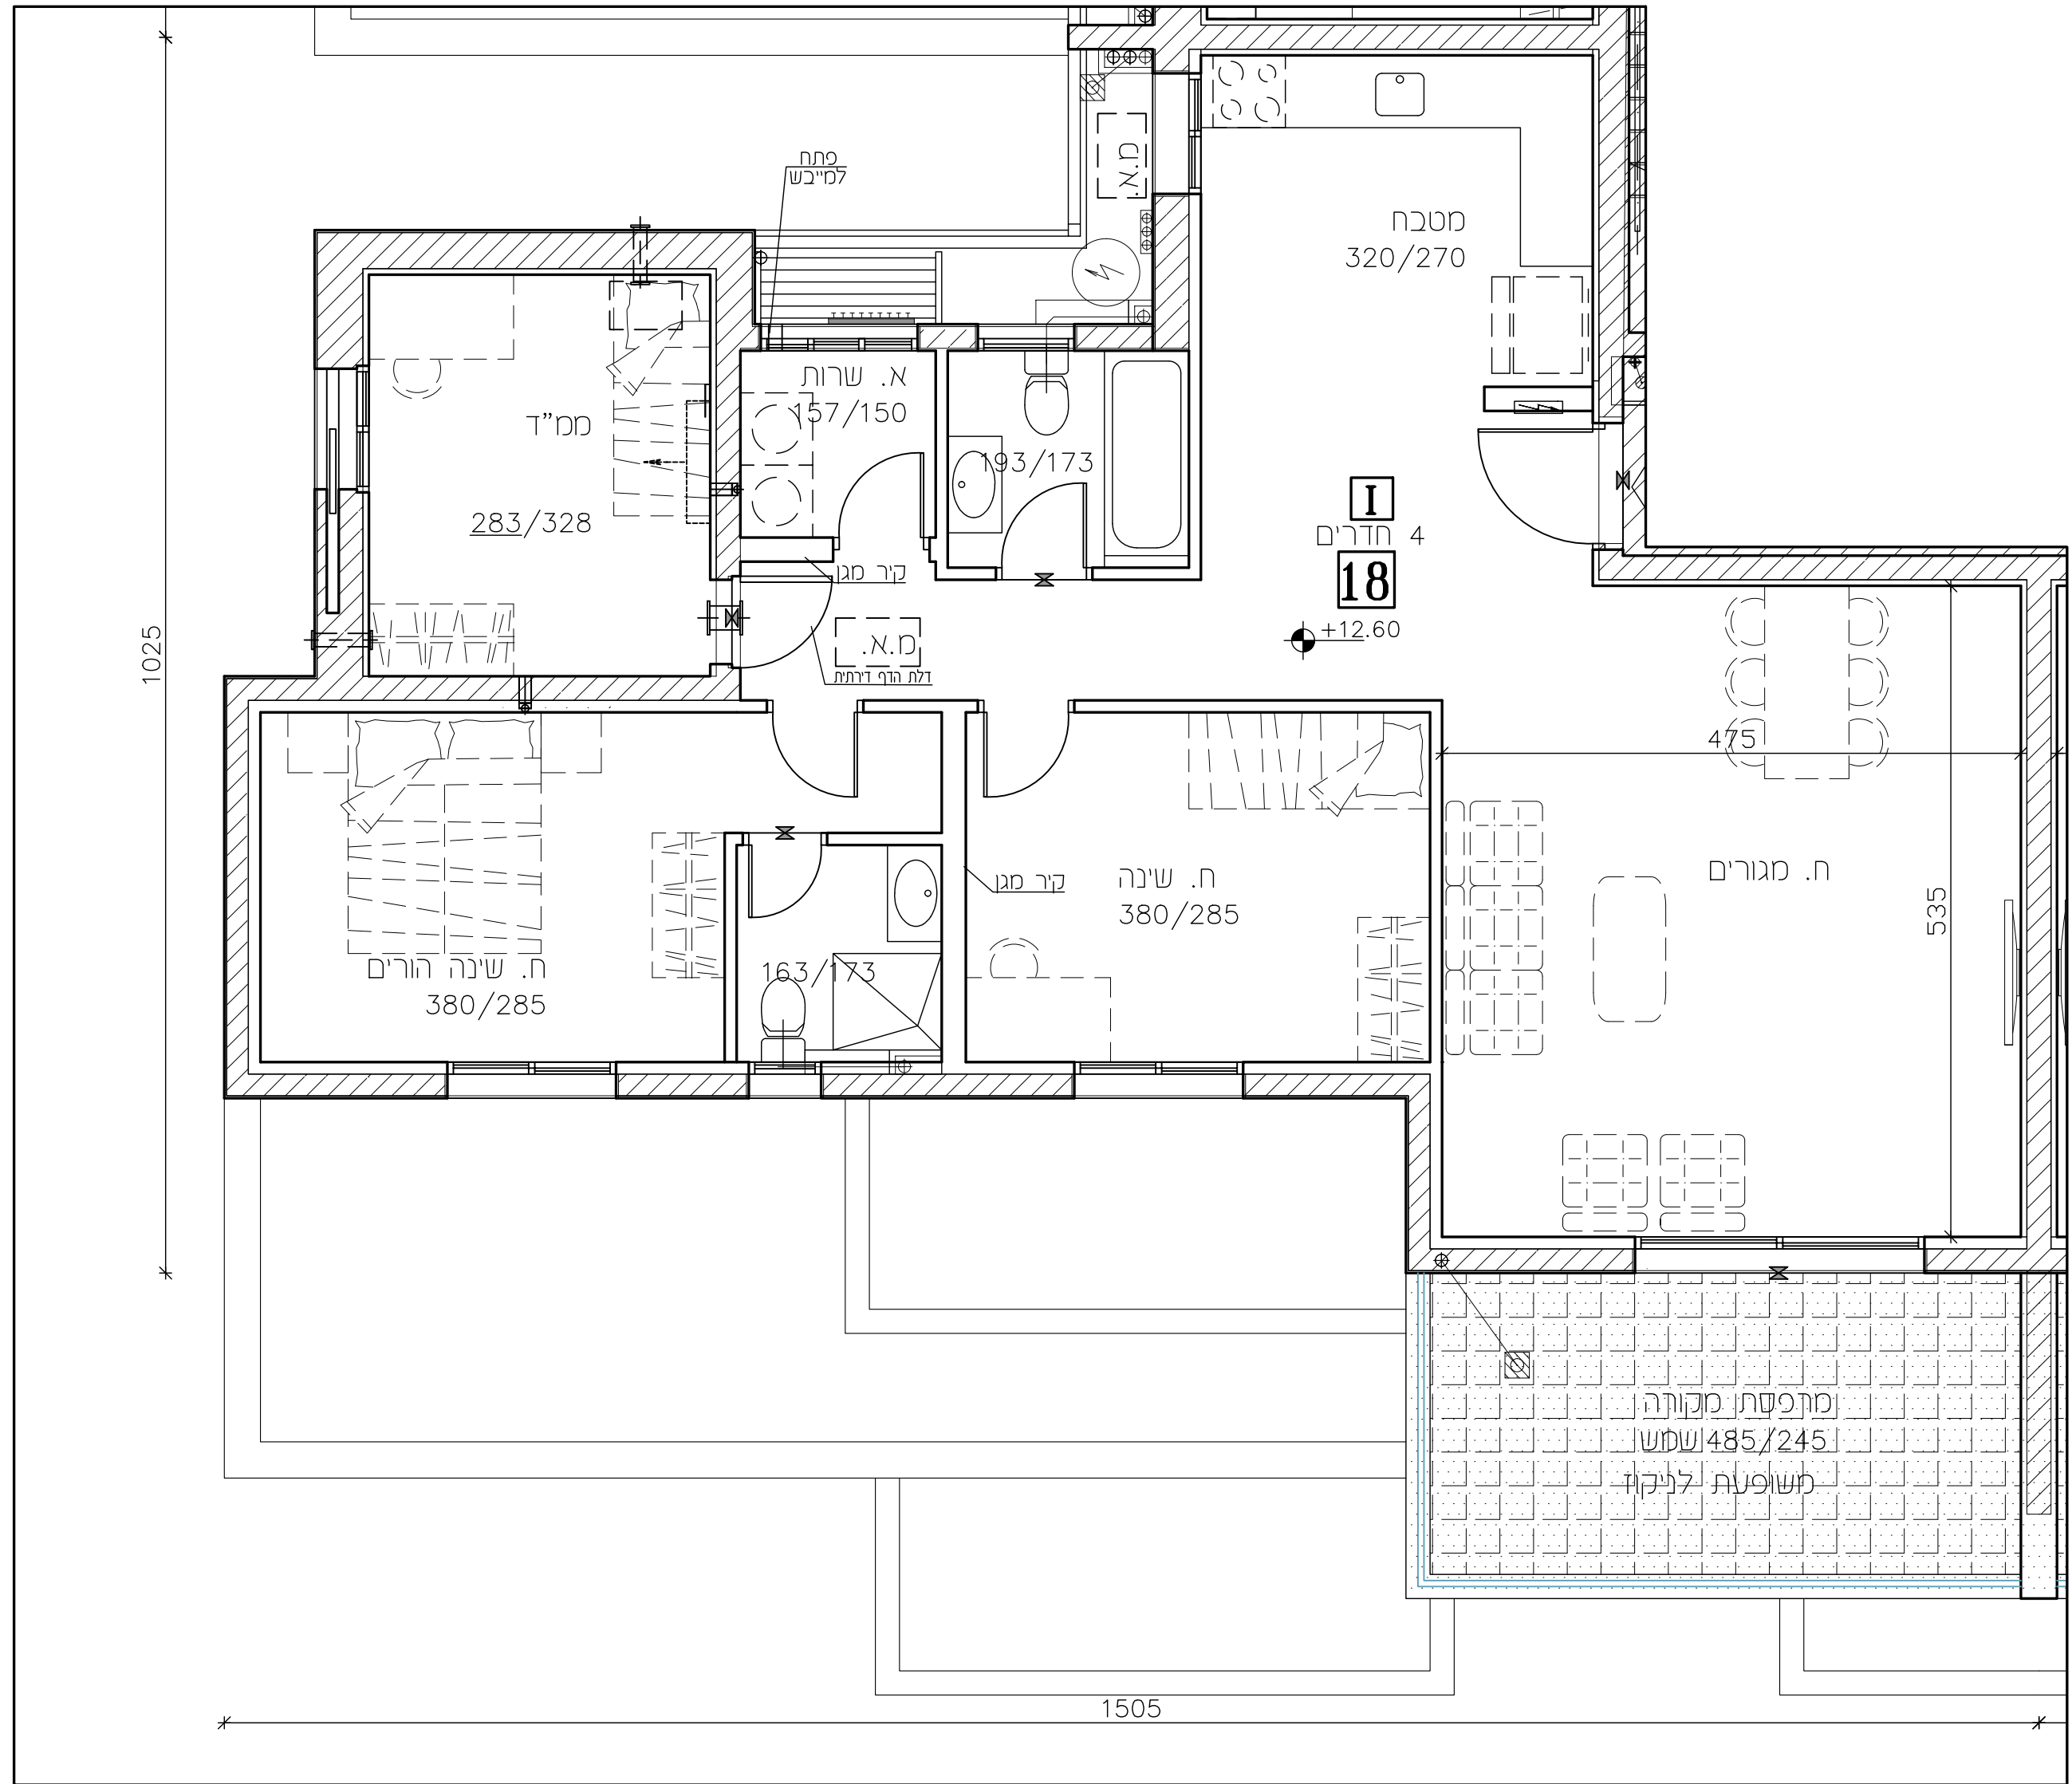 פתח
למייבש
מ.א.
מטבח
320/270
א. שרות
157/150
193/173
ממ"ד
283/328
I
4 חדרים
18
+12.60
קיר מגן
מ.א.
דלת הדף דירתית
1025
475
ח. מגורים
535
קיר מגן
ח. שינה
380/285
163/173
ח. שינה הורים
380/285
מרפסת מקורה
שמש 485/245
משופעת לניקוז
1505